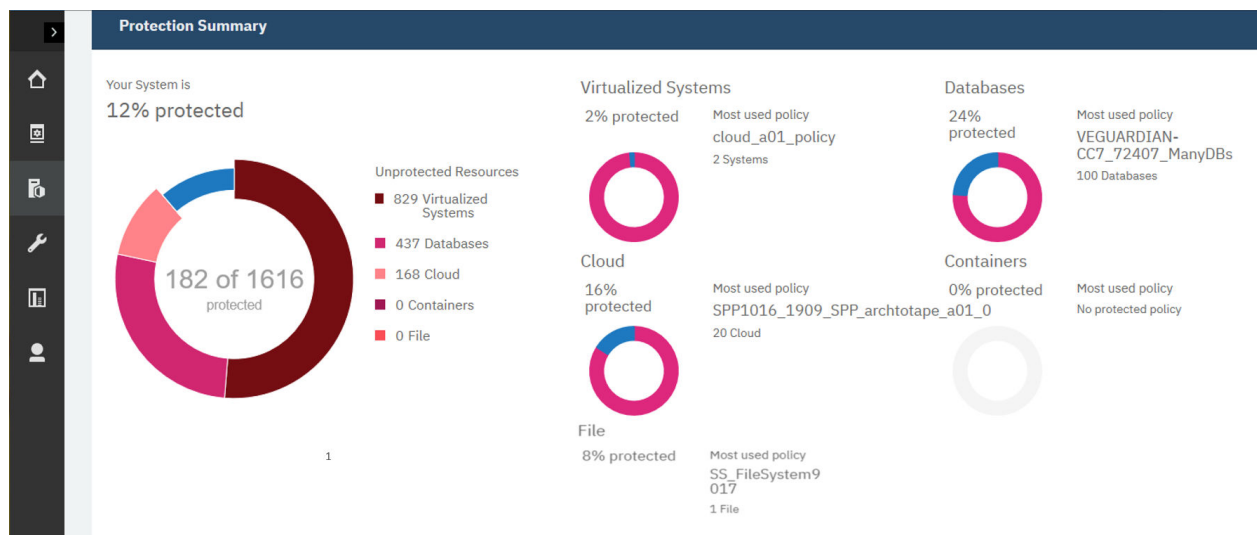 Protection Summary
Your System is
12% protected
182 of 1616
protected
Unprotected Resources
829 Virtualized
Systems
437 Databases
168 Cloud
0 Containers
0 File
1
Virtualized Systems
2% protected
Most used policy
cloud_a01_policy
2 Systems
Databases
24%
protected
Most used policy
VEGUARDIAN-
CC7_72407_ManyDBs
100 Databases
Cloud
16%
protected
Most used policy
SPP1016_1909_SPP_archtotape_a01_0
20 Cloud
Containers
0% protected
Most used policy
No protected policy
File
8% protected
Most used policy
SS_FileSystem9
017
1 File